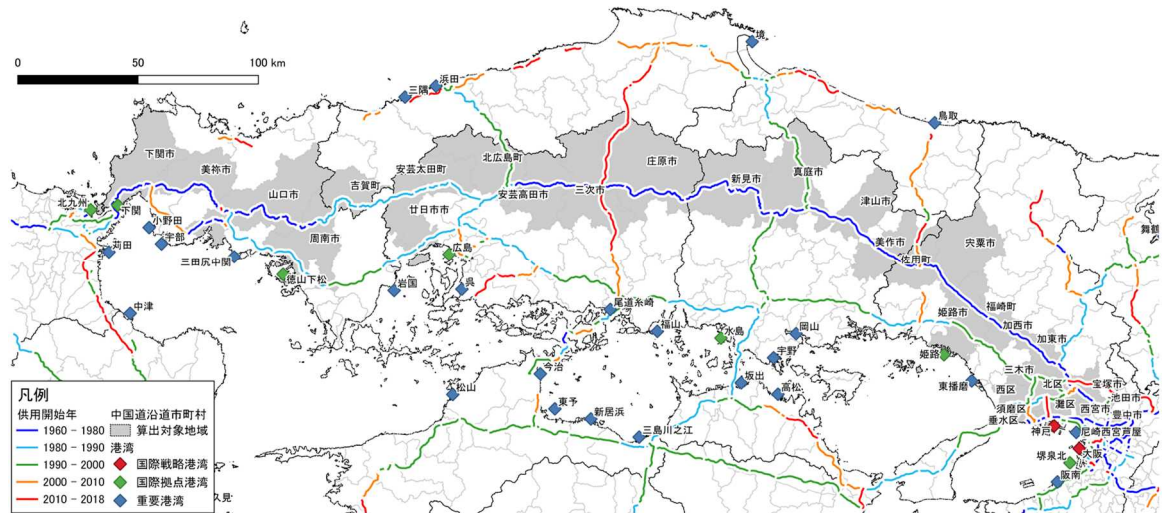 0
100 km
境
浜田
三隅
鳥取
下関市
美祢市
山口市
吉賀町
安芸太田町
北広島町
庄原市
真庭市
新見市
三次市
安芸高田市
廿日市市
津山市
美作市
佐用町
宍粟市
周南市
北九州
下関
小野田
宇部
苅田
三田尻中関
徳山下松
中津
広島
岩国
呉
尾道糸崎
福山
水島
岡山
宇野
坂出
高松
今治
松山
東予
新居浜
三島川之江
姫路市
福崎町
加西市
加東市
三木市
姫路
東播磨
西区
北区
宝塚市
池田市
須磨区
灘区
西宮市
豊中市
垂水区
神戸
尼崎西宮芦屋
大阪
堺泉北
阪南
舞鶴
凡例
供用開始年
1960 - 1980
1980 - 1990
1990 - 2000
2000 - 2010
2010 - 2018
中国道沿道市町村
算出対象地域
港湾
国際戦略港湾
国際拠点港湾
重要港湾